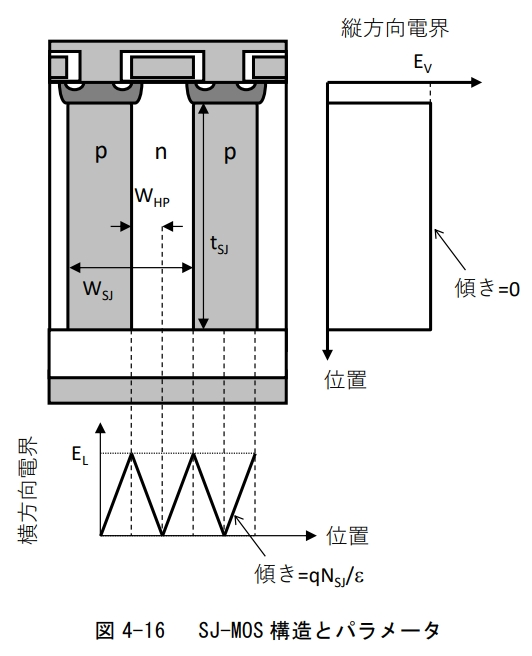 縦方向電界
E_V
p n p
W_HP
t_SJ
W_SJ
傾き=0
位置
横方向電界
E_L
位置
傾き=qN_SJ/ε
図 4-16 SJ-MOS 構造とパラメータ